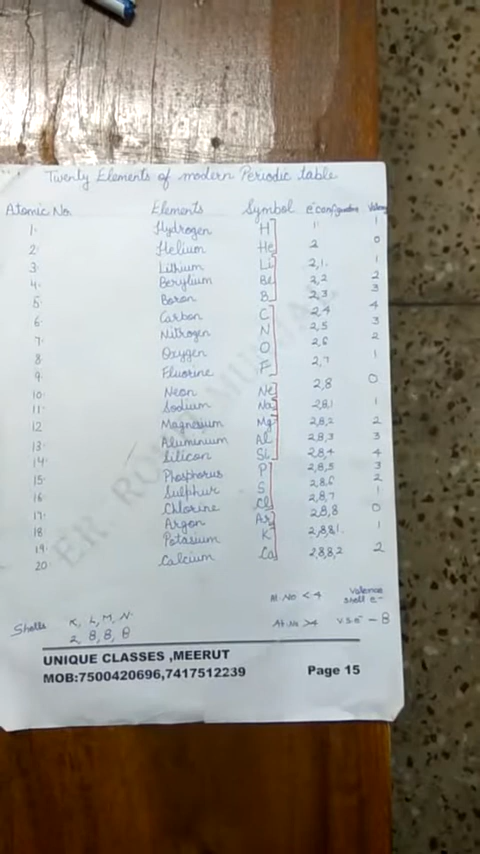 Twenty Elements of modern Periodic table
Atomic No. Elements Symbol e⁻configuration Valency
1. Hydrogen H 1 1
2. Helium He 2 0
3. Lithium Li 2,1. 1
4. Berylium Be 2,2 2
5. Boron B 2,3 3
6. Carbon C 2,4 4
7. Nitrogen N 2,5 3
8. Oxygen O 2,6 2
9. Fluorine F 2,7 1
10. Neon Ne 2,8 0
11. Sodium Na 2,8,1 1
12 Magnesium Mg 2,8,2 2
13. Aluminium Al 2,8,3 3
14. Silicon Si 2,8,4 4
15. Phosphorus P 2,8,5 3
16. Sulphur S 2,8,6 2
17. Chlorine Cl 2,8,7 1
18. Argon Ar 2,8,8 0
19. Potasium K 2,8,8,1. 1
20. Calcium Ca 2,8,8,2 2
At. No < 4 Valence shell e⁻
At. No >4 V.S.e⁻ - 8
Shells K, L, M, N.
2, 8, 8, 8
UNIQUE CLASSES ,MEERUT
MOB:7500420696,7417512239
Page 15